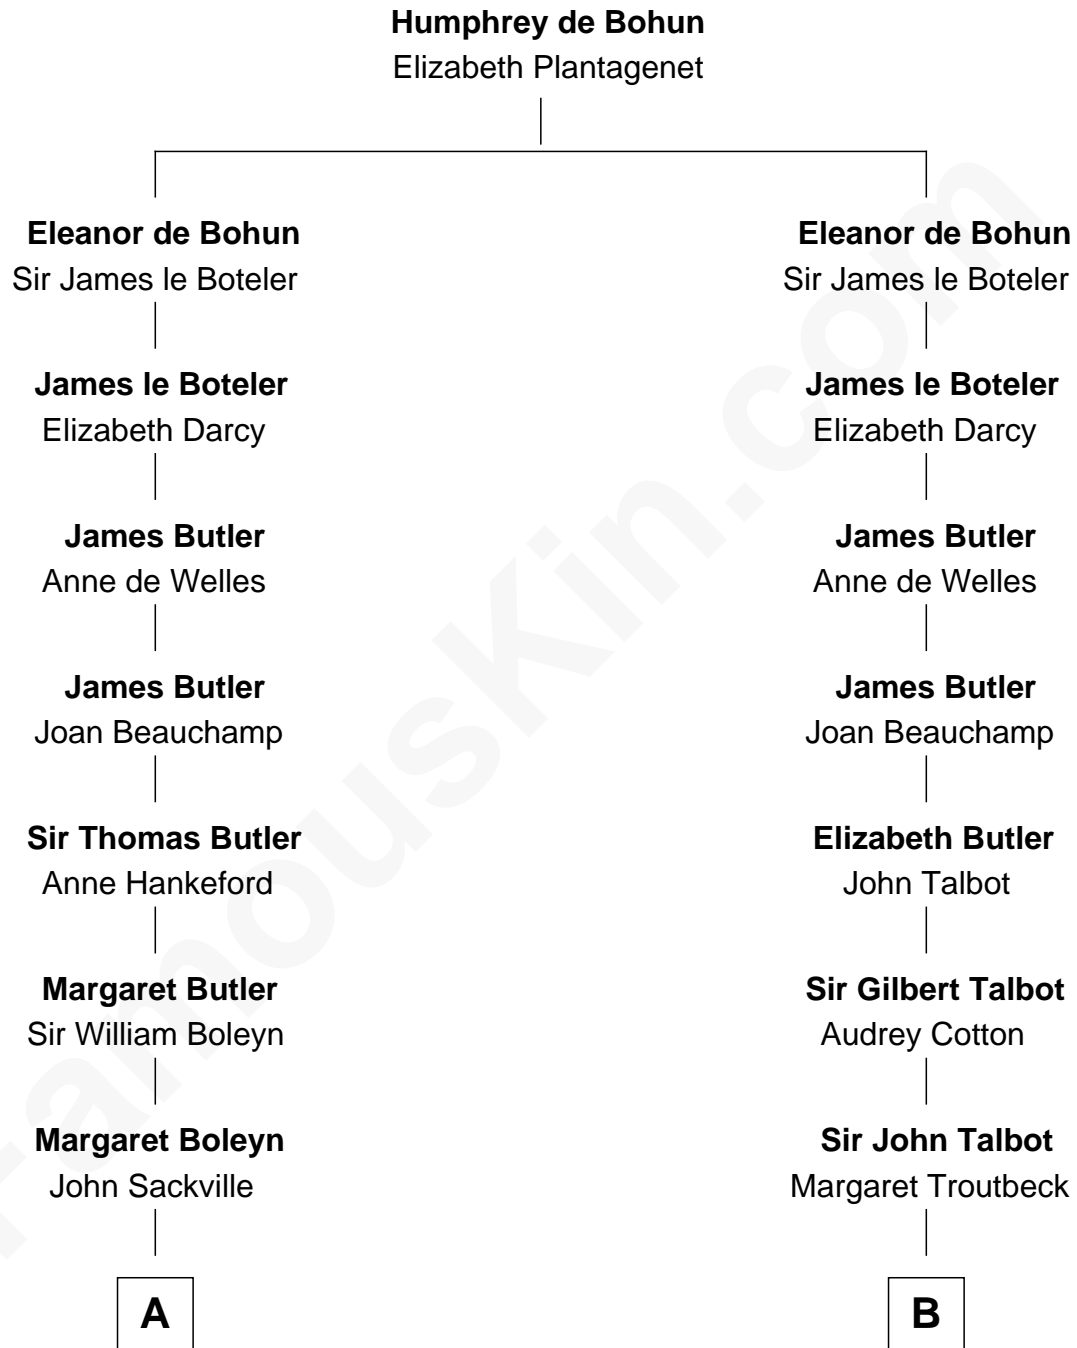 Humphrey de Bohun
Elizabeth Plantagenet
Eleanor de Bohun
Sir James le Boteler
James le Boteler
Elizabeth Darcy
James Butler
Anne de Welles
James Butler
Joan Beauchamp
Sir Thomas Butler
Anne Hankeford
Margaret Butler
Sir William Boleyn
Margaret Boleyn
John Sackville
A
Eleanor de Bohun
Sir James le Boteler
James le Boteler
Elizabeth Darcy
James Butler
Anne de Welles
James Butler
Joan Beauchamp
Elizabeth Butler
John Talbot
Sir Gilbert Talbot
Audrey Cotton
Sir John Talbot
Margaret Troutbeck
B
FamousKin.com